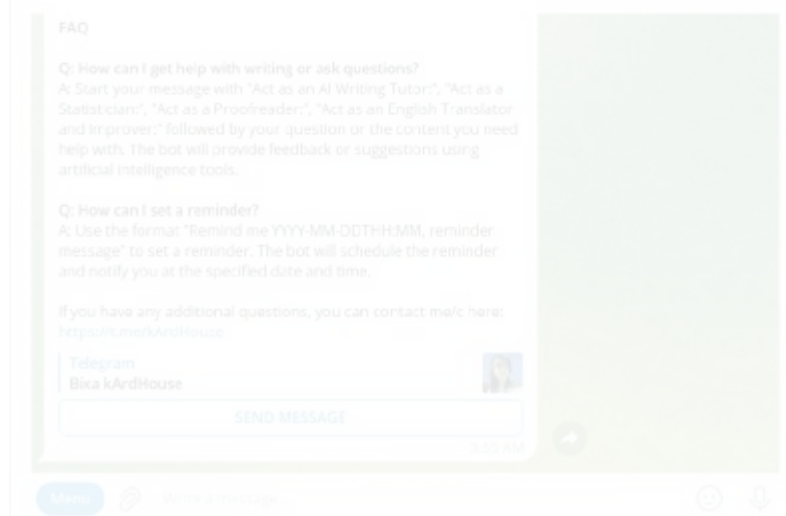 FAQ
Q: How can I get help with writing or ask questions?
A: Start your message with "Act as an AI Writing Tutor:", "Act as a
Statistician:", "Act as a Proofreader:", "Act as an English Translator
and Improver:" followed by your question or the content you need
help with. The bot will provide feedback or suggestions using
artificial intelligence tools.
Q: How can I set a reminder?
A: Use the format "Remind me YYYY-MM-DDTHH:MM, reminder
message" to set a reminder. The bot will schedule the reminder
and notify you at the specified date and time.
If you have any additional questions, you can contact me/c here:
https://t.me/kArdHouse
Telegram
kArdHouse
SEND MESSAGE
AM
Menu
Write a message...